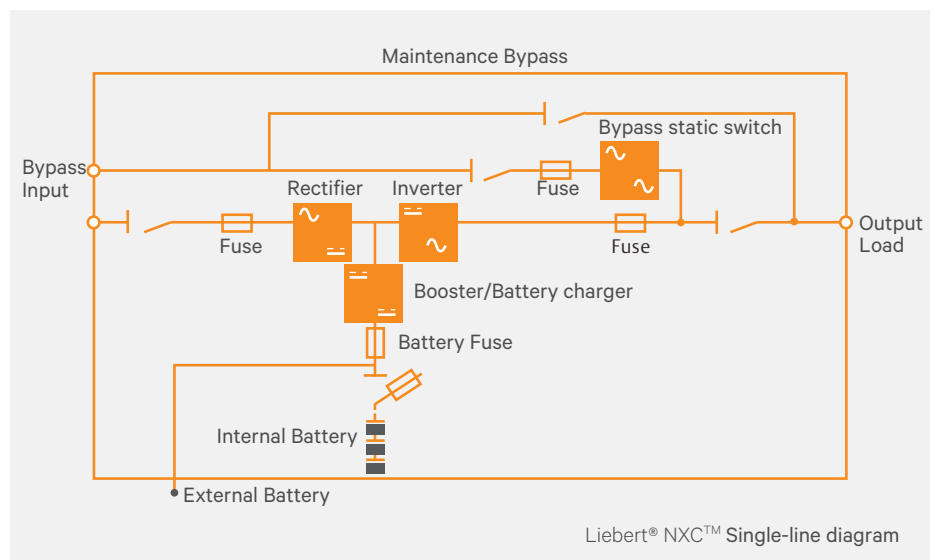 Maintenance Bypass
Bypass static switch
Bypass
Input
Fuse
Rectifier
Inverter
Fuse
Fuse
Output
Load
Booster/Battery charger
Battery Fuse
Internal Battery
External Battery
Liebert® NXC™ Single-line diagram